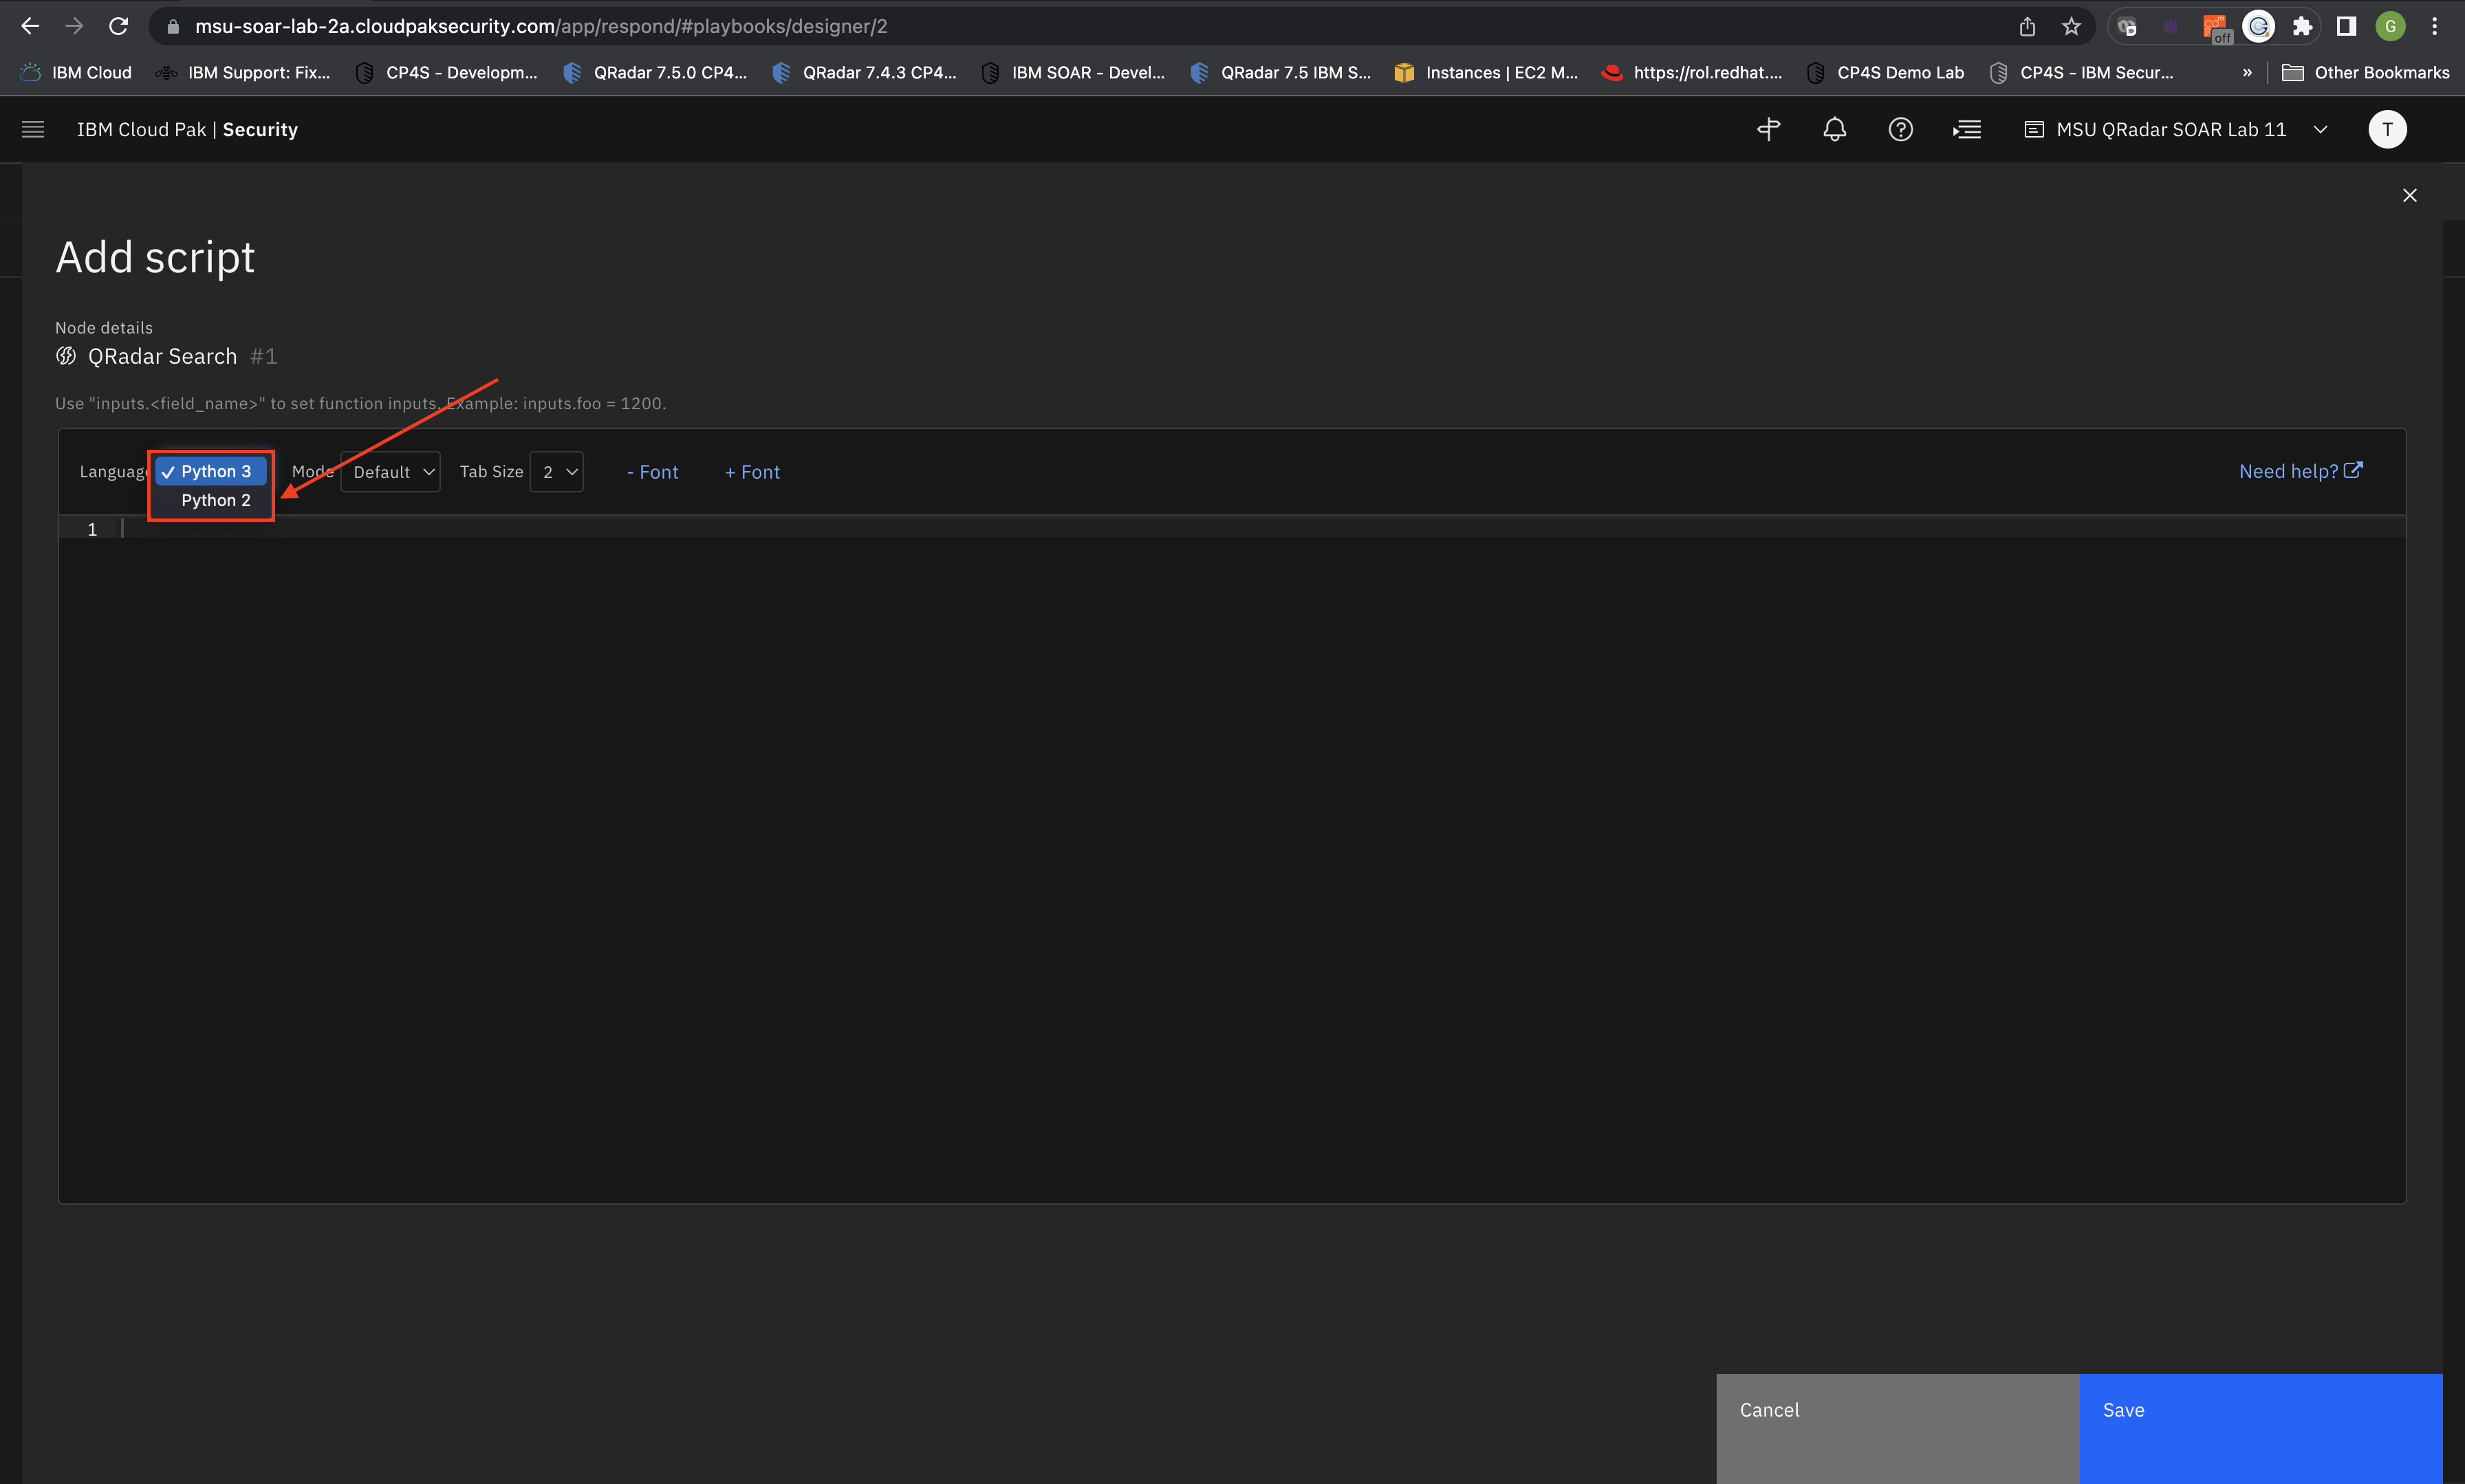 msu-soar-lab-2a.cloudpaksecurity.com/app/respond/#playbooks/designer/2
off
G
IBM Cloud
IBM Support: Fix...
CP4S - Developm...
QRadar 7.5.0 CP4...
QRadar 7.4.3 CP4...
IBM SOAR - Devel...
QRadar 7.5 IBM S...
Instances | EC2 M...
https://rol.redhat....
CP4S Demo Lab
CP4S - IBM Secur...
»
Other Bookmarks
IBM Cloud Pak | Security
MSU QRadar SOAR Lab 11
T
Add script
Node details
QRadar Search #1
Use "inputs.<field_name>" to set function inputs. Example: inputs.foo = 1200.
Language
✓ Python 3
Python 2
Mode Default
Tab Size 2
- Font
+ Font
Need help?
1
Cancel
Save